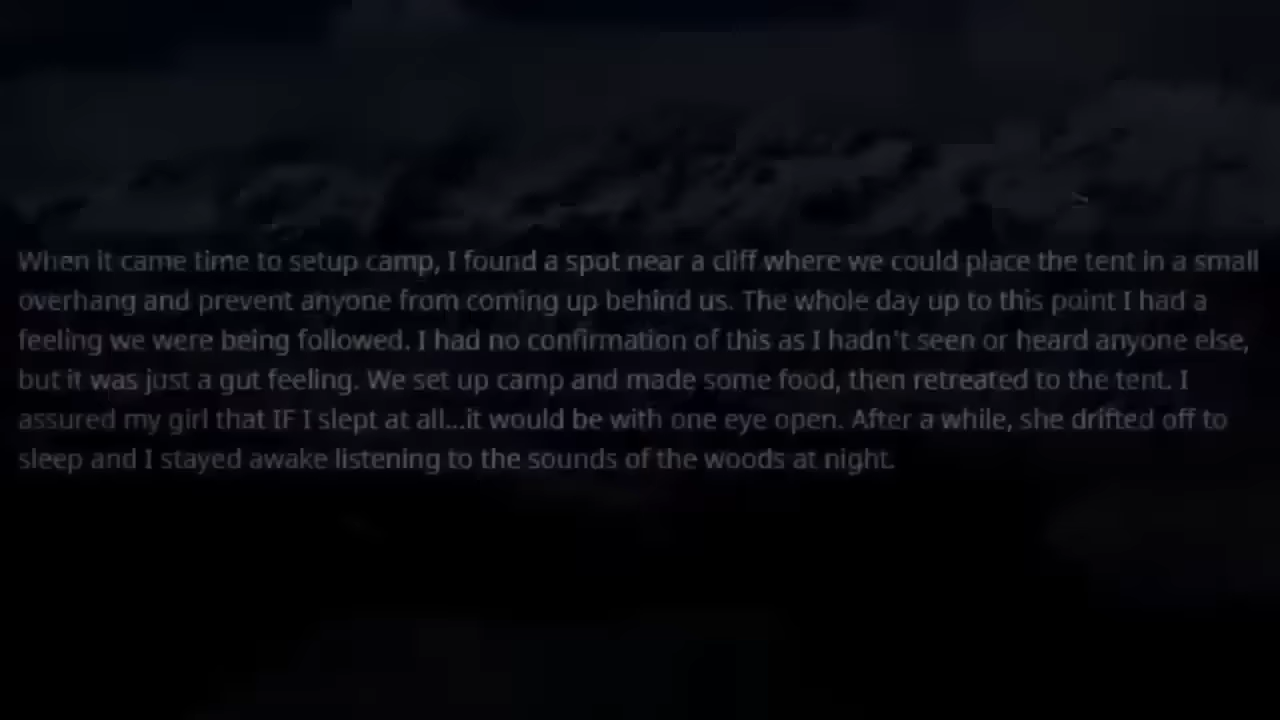 When it came time to setup camp, I found a spot near a cliff where we could place the tent in a small
overhang and prevent anyone from coming up behind us. The whole day up to this point I had a
feeling we were being followed. I had no confirmation of this as I hadn't seen or heard anyone else,
but it was just a gut feeling. We set up camp and made some food, then retreated to the tent. I
assured my girl that IF I slept at all...it would be with one eye open. After a while, she drifted off to
sleep and I stayed awake listening to the sounds of the woods at night.